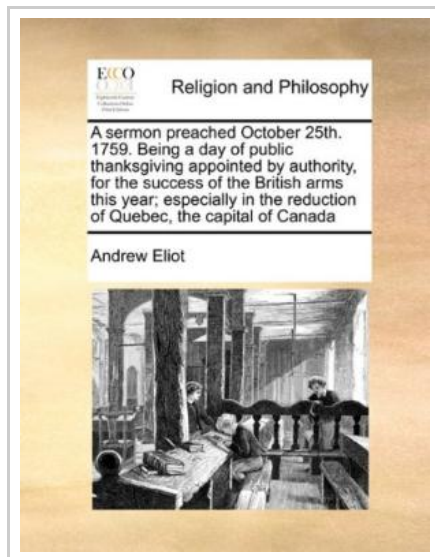 ECCO
Religion and Philosophy
A sermon preached October 25th.
1759. Being a day of public
thanksgiving appointed by authority,
for the success of the British arms
this year; especially in the reduction
of Quebec, the capital of Canada
Andrew Eliot